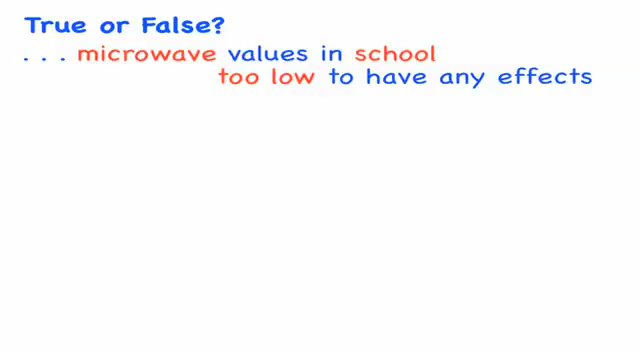 True or False?
. . . microwave values in school
too low to have any effects